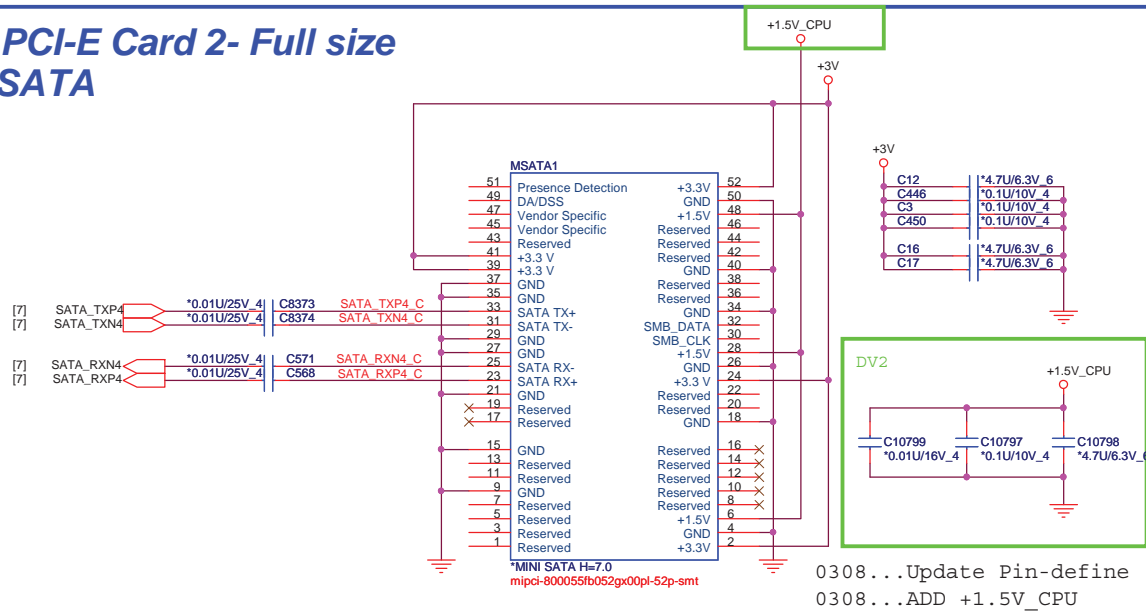 PCI-E Card 2- Full size
SATA
+1.5V_CPU
+3V
MSATA1
51 Presence Detection +3.3V 52
49 DA/DSS GND 50
47 Vendor Specific +1.5V 48
45 Vendor Specific Reserved 46
43 Reserved Reserved 44
41 +3.3 V Reserved 42
39 +3.3 V GND 40
37 GND Reserved 38
35 GND Reserved 36
[7] SATA_TXP4 *0.01U/25V_4 C8373 SATA_TXP4_C 33 SATA TX+ GND 34
[7] SATA_TXN4 *0.01U/25V_4 C8374 SATA_TXN4_C 31 SATA TX- SMB_DATA 32
29 GND SMB_CLK 30
27 GND +1.5V 28
[7] SATA_RXN4 *0.01U/25V_4 C571 SATA_RXN4_C 25 SATA RX- GND 26
[7] SATA_RXP4 *0.01U/25V_4 C568 SATA_RXP4_C 23 SATA RX+ +3.3 V 24
21 GND Reserved 22
19 Reserved Reserved 20
17 Reserved GND 18
15 GND Reserved 16
13 Reserved Reserved 14
11 Reserved Reserved 12
9 GND Reserved 10
7 Reserved Reserved 8
5 Reserved +1.5V 6
3 Reserved GND 4
1 Reserved +3.3V 2
*MINI SATA H=7.0
mipci-800055fb052gx00pl-52p-smt
+3V
C12 *4.7U/6.3V_6
C446 *0.1U/10V_4
C3 *0.1U/10V_4
C450 *0.1U/10V_4
C16 *4.7U/6.3V_6
C17 *4.7U/6.3V_6
DV2
+1.5V_CPU
C10799 C10797 C10798
*0.01U/16V_4 *0.1U/10V_4 *4.7U/6.3V_6
0308...Update Pin-define
0308...ADD +1.5V_CPU